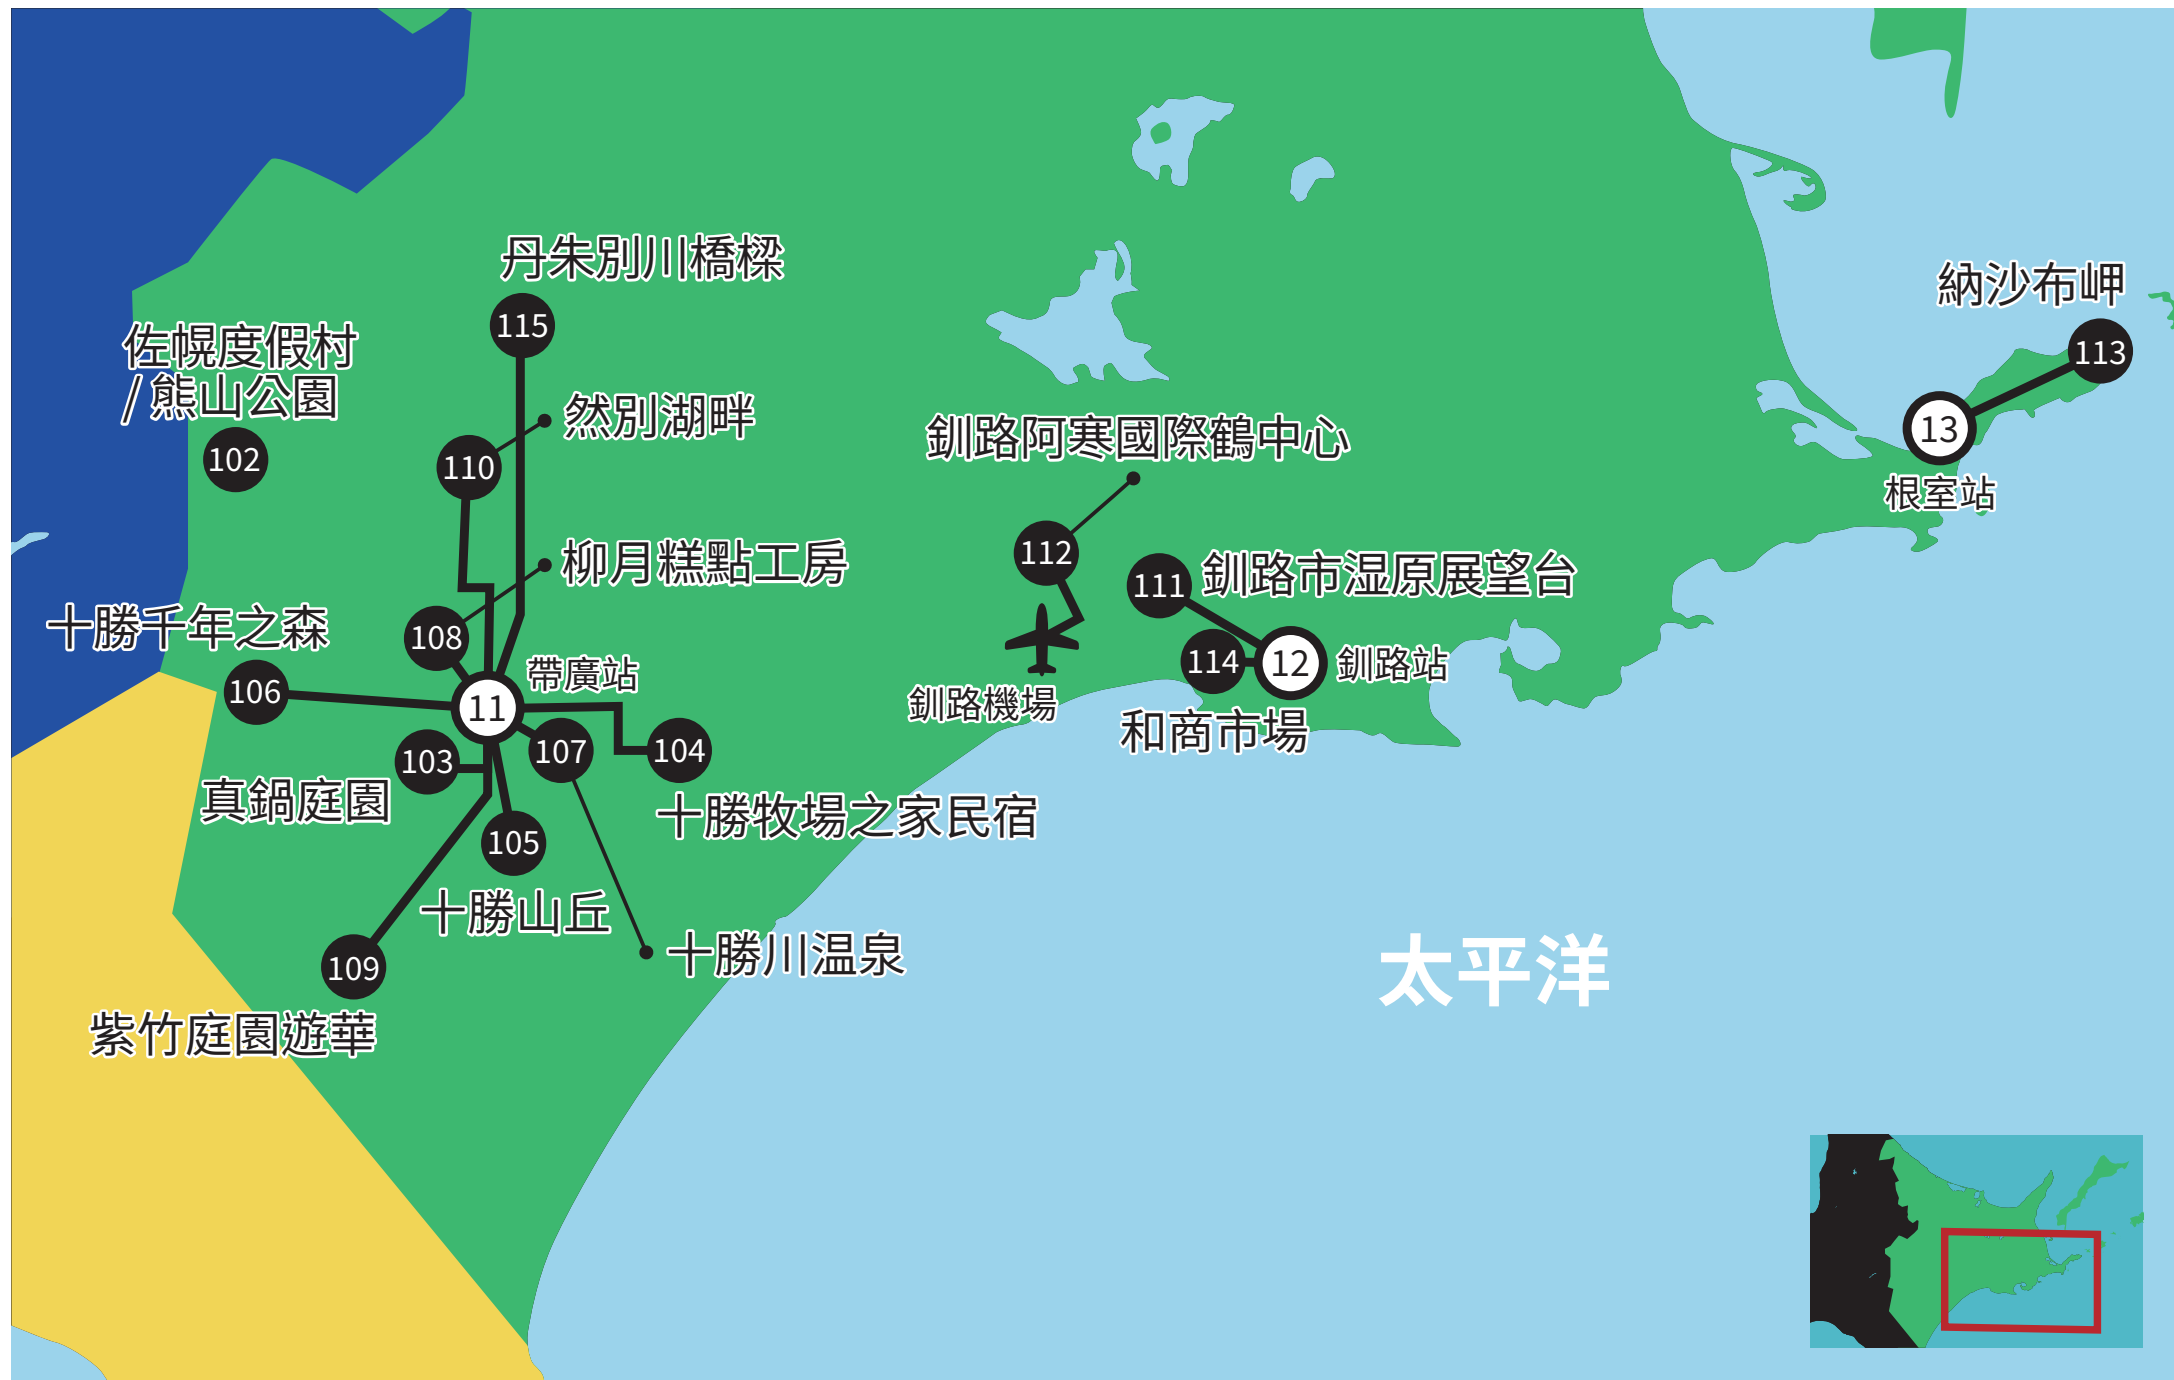 丹朱別川橋樑
115
納沙布岬
113
佐幌度假村
/ 熊山公園
102
然別湖畔
110
釧路阿寒國際鶴中心
112
13
根室站
柳月糕點工房
108
111
釧路市湿原展望台
十勝千年之森
106
帶廣站
11
114
12
釧路站
釧路機場
和商市場
103
107
104
真鍋庭園
十勝牧場之家民宿
105
十勝山丘
109
十勝川温泉
太平洋
紫竹庭園遊華